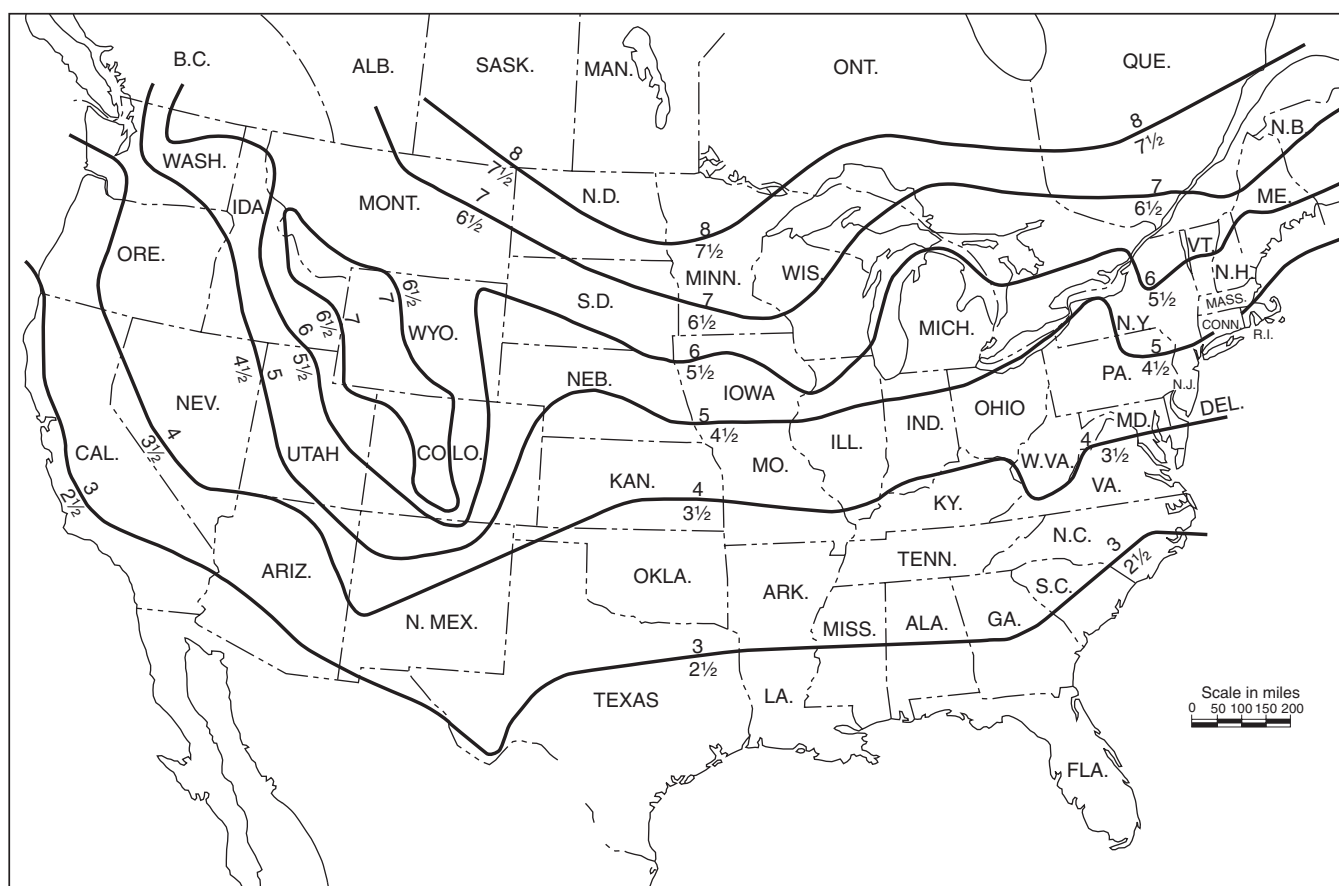 B.C.
ALB.
SASK.
MAN.
ONT.
QUE.
8
7½
N.B.
WASH.
8
7½
7
6½
IDA
MONT.
7
6½
N.D.
ME.
ORE.
8
7½
VT.
MINN.
WIS.
N.H
6
5½
6½
7
6½
7
6
5½
WYO.
S.D.
7
6½
MICH.
MASS.
N.Y.
CONN.
R.I.
4½
5
6
5½
NEB.
IOWA
5
4½
PA.
N.J.
NEV.
5
4½
IND.
OHIO
DEL.
MD.
4
3½
CAL.
UTAH
COLO.
ILL.
4
3½
W.VA.
MO.
KAN.
VA.
3
2½
4
3½
KY.
N.C.
3
2½
ARIZ.
OKLA.
TENN.
ARK.
S.C.
N. MEX.
MISS.
ALA.
GA.
3
2½
TEXAS
LA.
Scale in miles
0 50 100 150 200
FLA.